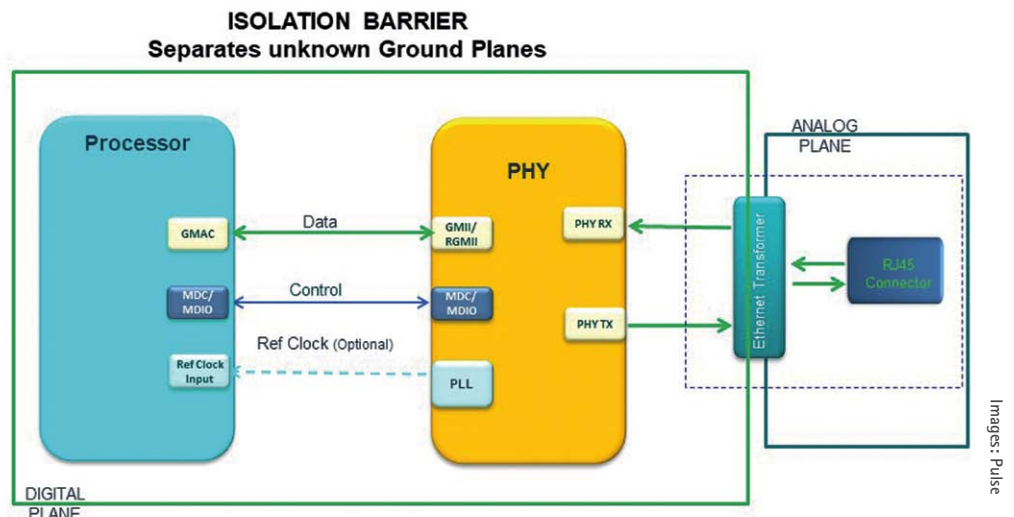 ISOLATION BARRIER
Separates unknown Ground Planes
Processor
PHY
ANALOG
PLANE
GMAC
Data
GMII/
RGMII
PHY RX
MDC/
MDIO
Control
MDC/
MDIO
PHY TX
Ref Clock (Optional)
Ref Clock
Input
PLL
Ethernet Transformer
RJ45
Connector
DIGITAL
PLANE
Images: Pulse